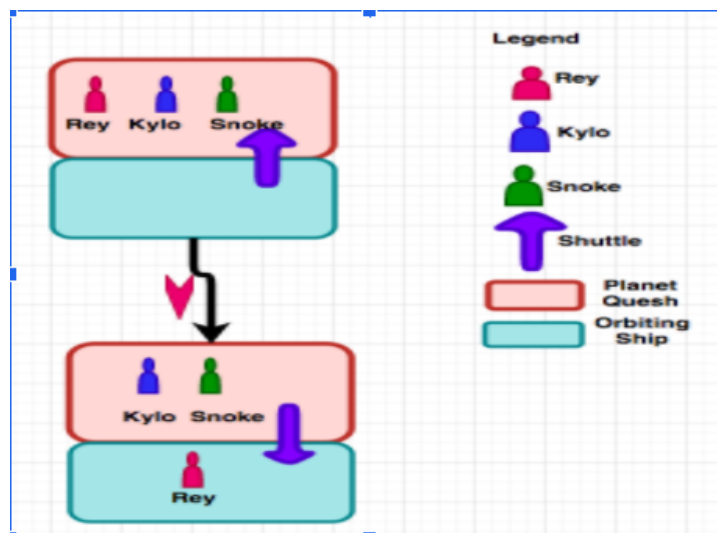 Legend
Rey
Kylo
Snoke
Shuttle
Planet
Quesh
Orbiting
Ship
Rey Kylo Snoke
Kylo Snoke
Rey